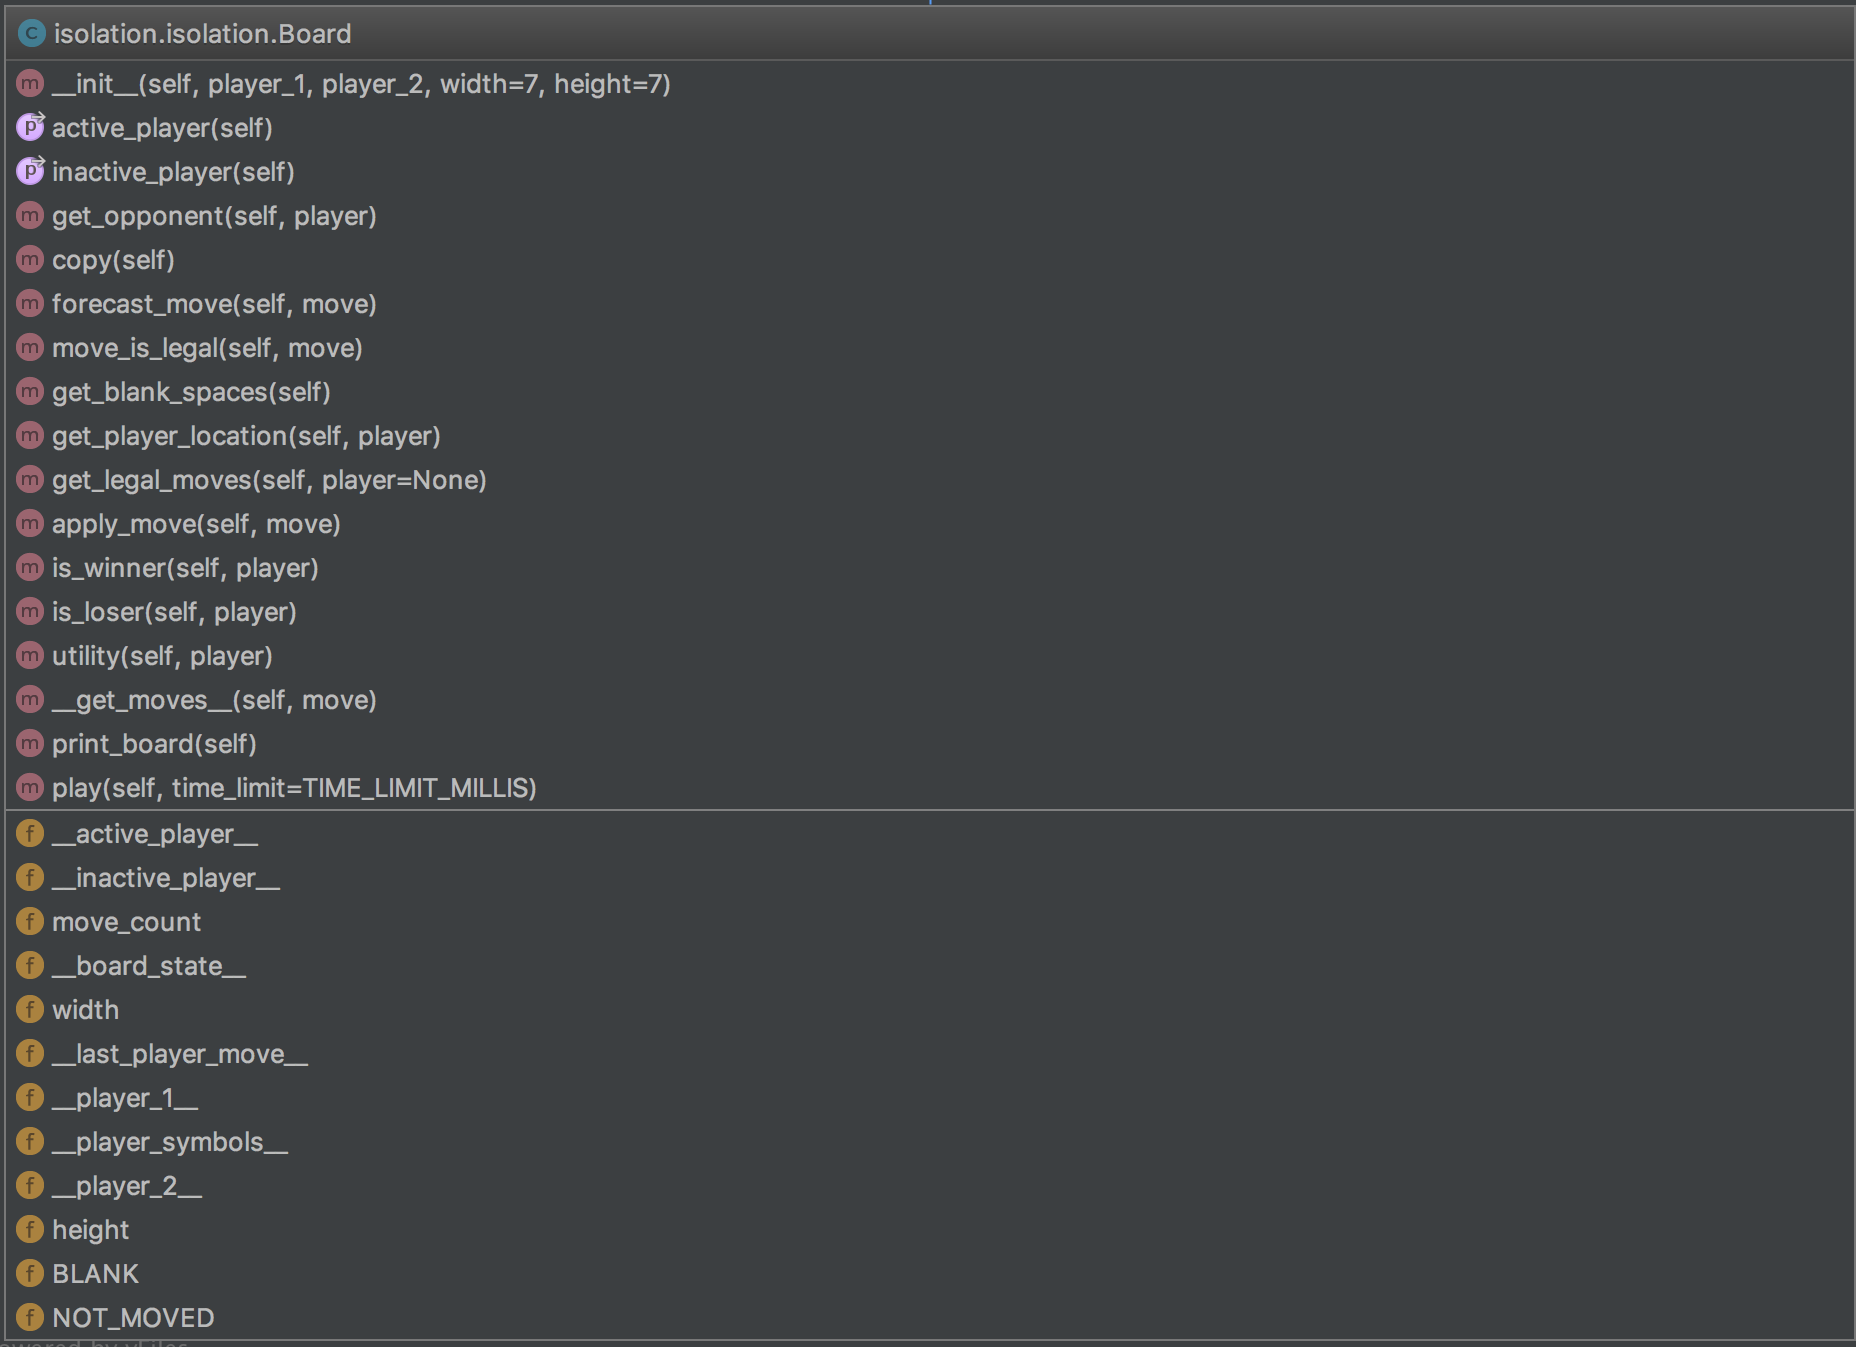 C isolation.isolation.Board
m __init__(self, player_1, player_2, width=7, height=7)
p active_player(self)
p inactive_player(self)
m get_opponent(self, player)
m copy(self)
m forecast_move(self, move)
m move_is_legal(self, move)
m get_blank_spaces(self)
m get_player_location(self, player)
m get_legal_moves(self, player=None)
m apply_move(self, move)
m is_winner(self, player)
m is_loser(self, player)
m utility(self, player)
m __get_moves__(self, move)
m print_board(self)
m play(self, time_limit=TIME_LIMIT_MILLIS)
f __active_player__
f __inactive_player__
f move_count
f __board_state__
f width
f __last_player_move__
f __player_1__
f __player_symbols__
f __player_2__
f height
f BLANK
f NOT_MOVED